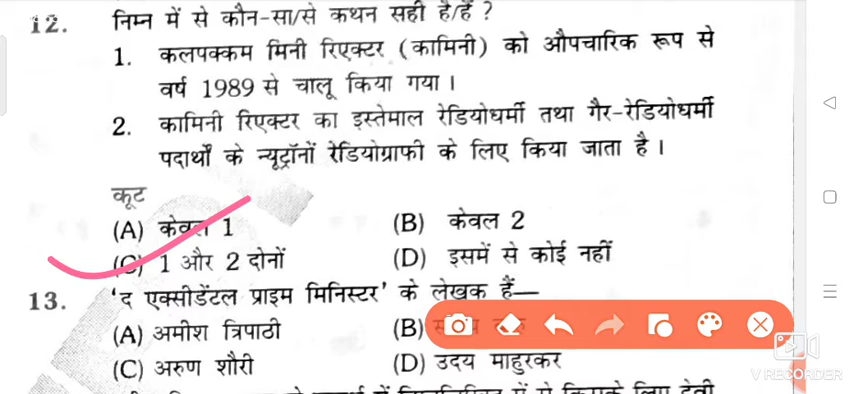 12. निम्न में से कौन-सा/से कथन सही है/हैं ?
1. कलपक्कम मिनी रिएक्टर (कामिनी) को औपचारिक रूप से
वर्ष 1989 से चालू किया गया ।
2. कामिनी रिएक्टर का इस्तेमाल रेडियोधर्मी तथा गैर-रेडियोधर्मी
पदार्थों के न्यूट्रॉनों रेडियोग्राफी के लिए किया जाता है ।
कूट
(A) केवल 1 (B) केवल 2
(C) 1 और 2 दोनों (D) इसमें से कोई नहीं
13. 'द एक्सीडेंटल प्राइम मिनिस्टर' के लेखक हैं—
(A) अमीश त्रिपाठी (B)
(C) अरुण शौरी (D) उदय माहुरकर
V RECORDER